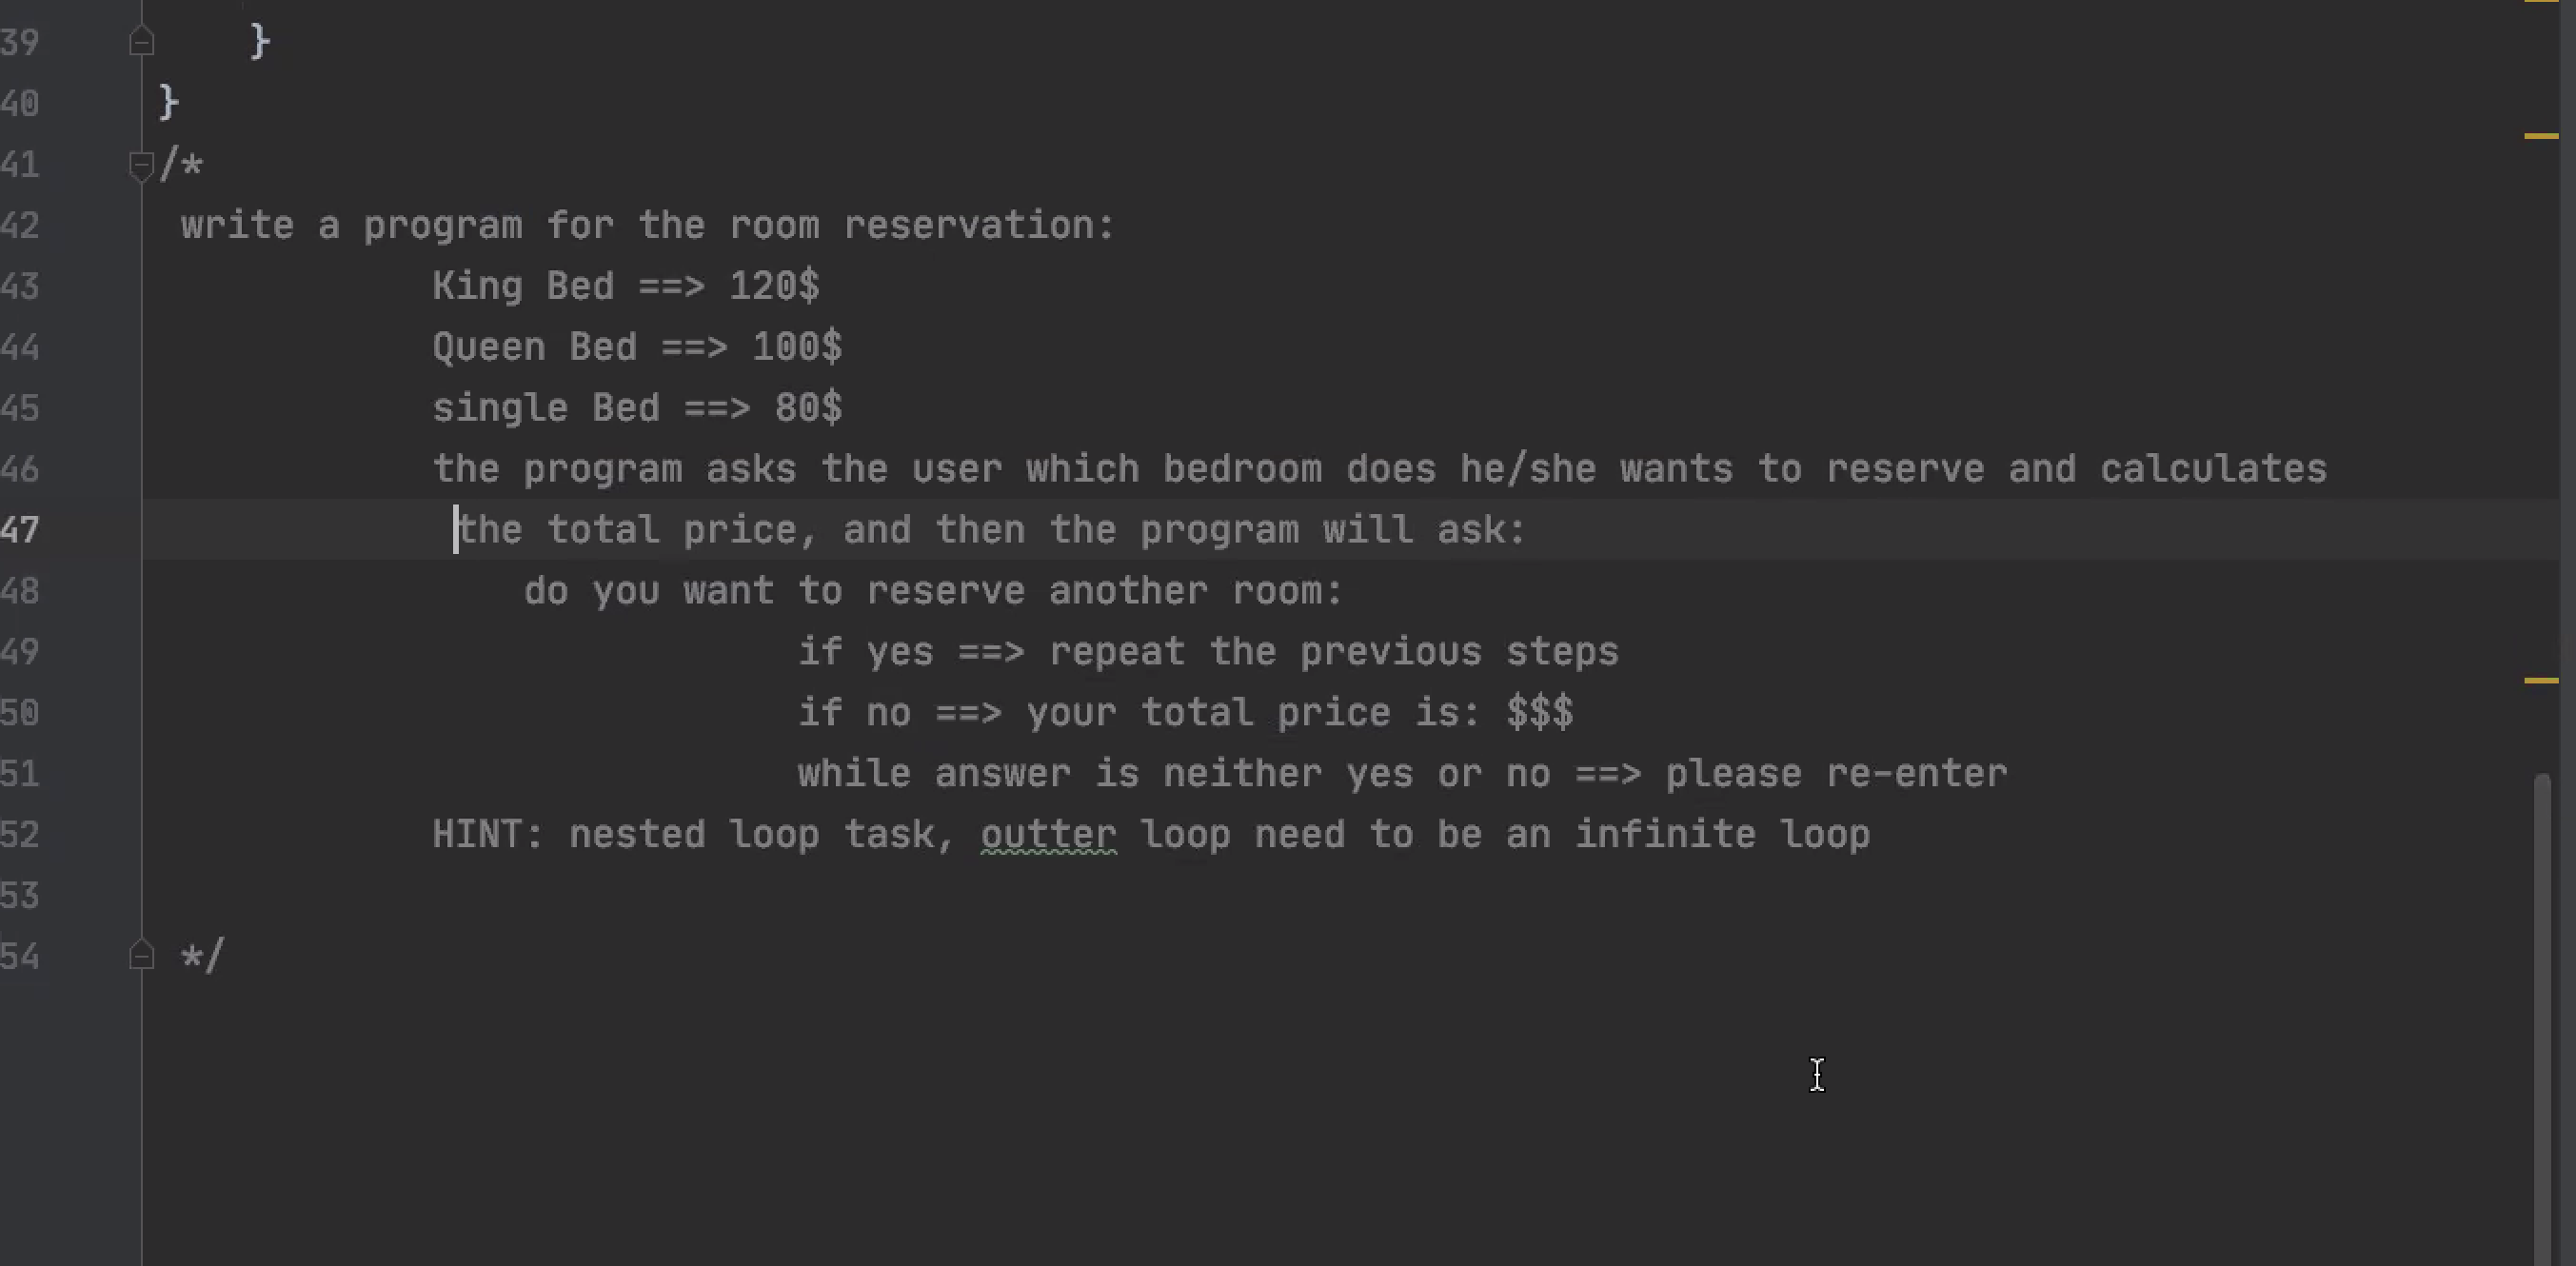 39 }
40 }
41 /*
42 write a program for the room reservation:
43 King Bed ==> 120$
44 Queen Bed ==> 100$
45 single Bed ==> 80$
46 the program asks the user which bedroom does he/she wants to reserve and calculates
47 the total price, and then the program will ask:
48 do you want to reserve another room:
49 if yes ==> repeat the previous steps
50 if no ==> your total price is: $$$
51 while answer is neither yes or no ==> please re-enter
52 HINT: nested loop task, outter loop need to be an infinite loop
53
54 */